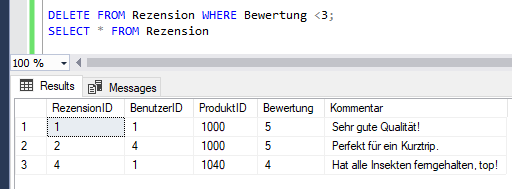 DELETE FROM Rezension WHERE Bewertung <3;
SELECT * FROM Rezension
100 %
Results Messages
RezensionID BenutzerID ProduktID Bewertung Kommentar
1 1 1 1000 5 Sehr gute Qualität!
2 2 4 1000 5 Perfekt für ein Kurztrip.
3 4 1 1040 4 Hat alle Insekten ferngehalten, top!